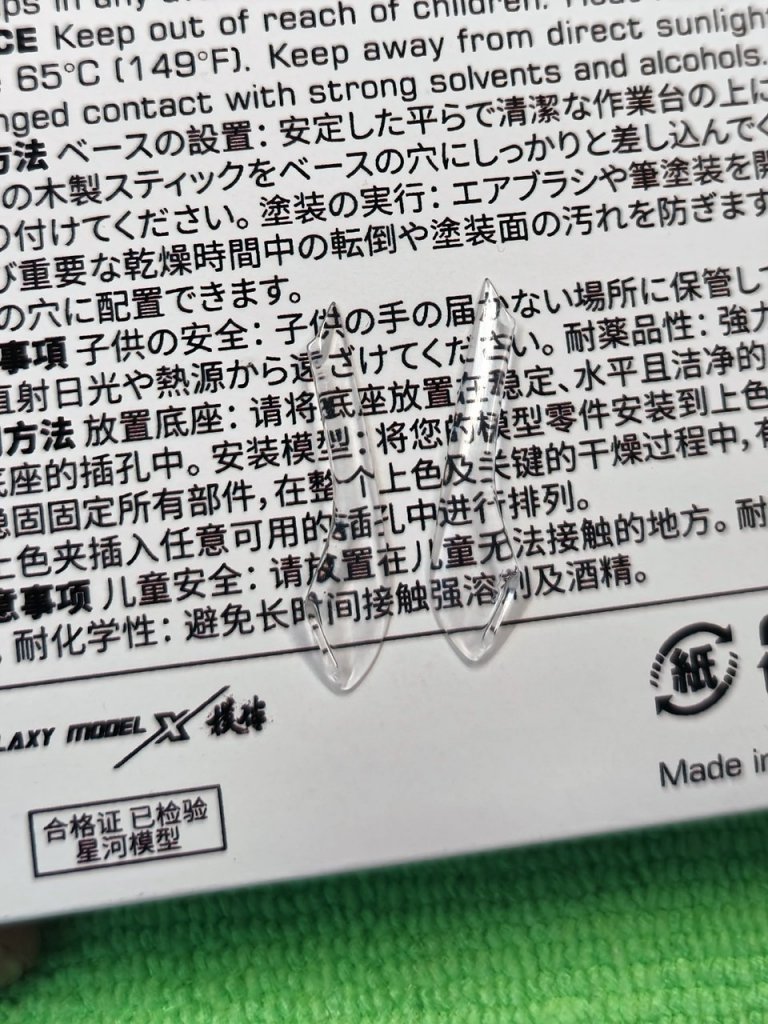 ps in any
CE Keep out of reach of children.
65°C (149°F). Keep away from direct sunlight
nged contact with strong solvents and alcohols.
方法 ベースの設置: 安定した平らで清潔な作業台の上に
の木製スティックをベースの穴にしっかりと差し込んでく
り付けてください。塗装の実行: エアブラシや筆塗装を開
び重要な乾燥時間中の転倒や塗装面の汚れを防ぎます
の穴に配置できます。
事項 子供の安全: 子供の手の届かない場所に保管して
直射日光や熱源から遠ざけてください。耐薬品性: 強力
方法 放置底座: 请将底座放置在稳定、水平且洁净的
底座的插孔中。安装模型: 将您的模型零件安装到上色
稳固固定所有部件, 在整个上色及关键的干燥过程中, 有
上色夹插入任意可用的插孔中进行排列。
意事项 儿童安全: 请放置在儿童无法接触的地方。耐
耐化学性: 避免长时间接触强溶剂及酒精。
LAXY MODEL X 模袜
紙
Made in
合格证 已检验
星河模型